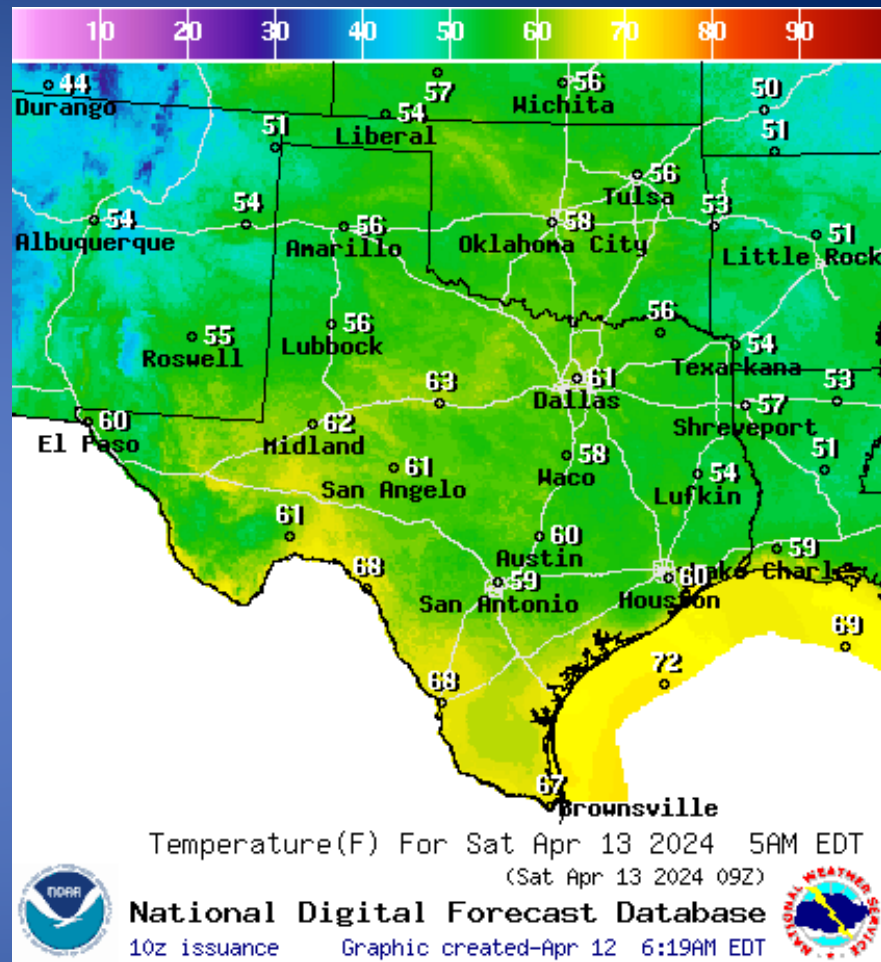 10 20 30 40 50 60 70 80 90
44
Durango
57
54
Liberal
56
Wichita
50
51
51
56
Tulsa
54
Albuquerque
54
56
Amarillo
58
Oklahoma City
53
51
Little Rock
55
Roswell
56
Lubbock
56
54
Texarkana
63
61
Dallas
53
57
Shreveport
60
El Paso
62
Midland
61
San Angelo
58
Waco
54
Lufkin
51
61
60
Austin
59
Lake Charl
68
59
San Antonio
60
Houston
69
72
68
67
Brownsville
Temperature(F) For Sat Apr 13 2024 5AM EDT
(Sat Apr 13 2024 09Z)
National Digital Forecast Database
10z issuance Graphic created-Apr 12 6:19AM EDT
NOAA
NATIONAL WEATHER SERVICE